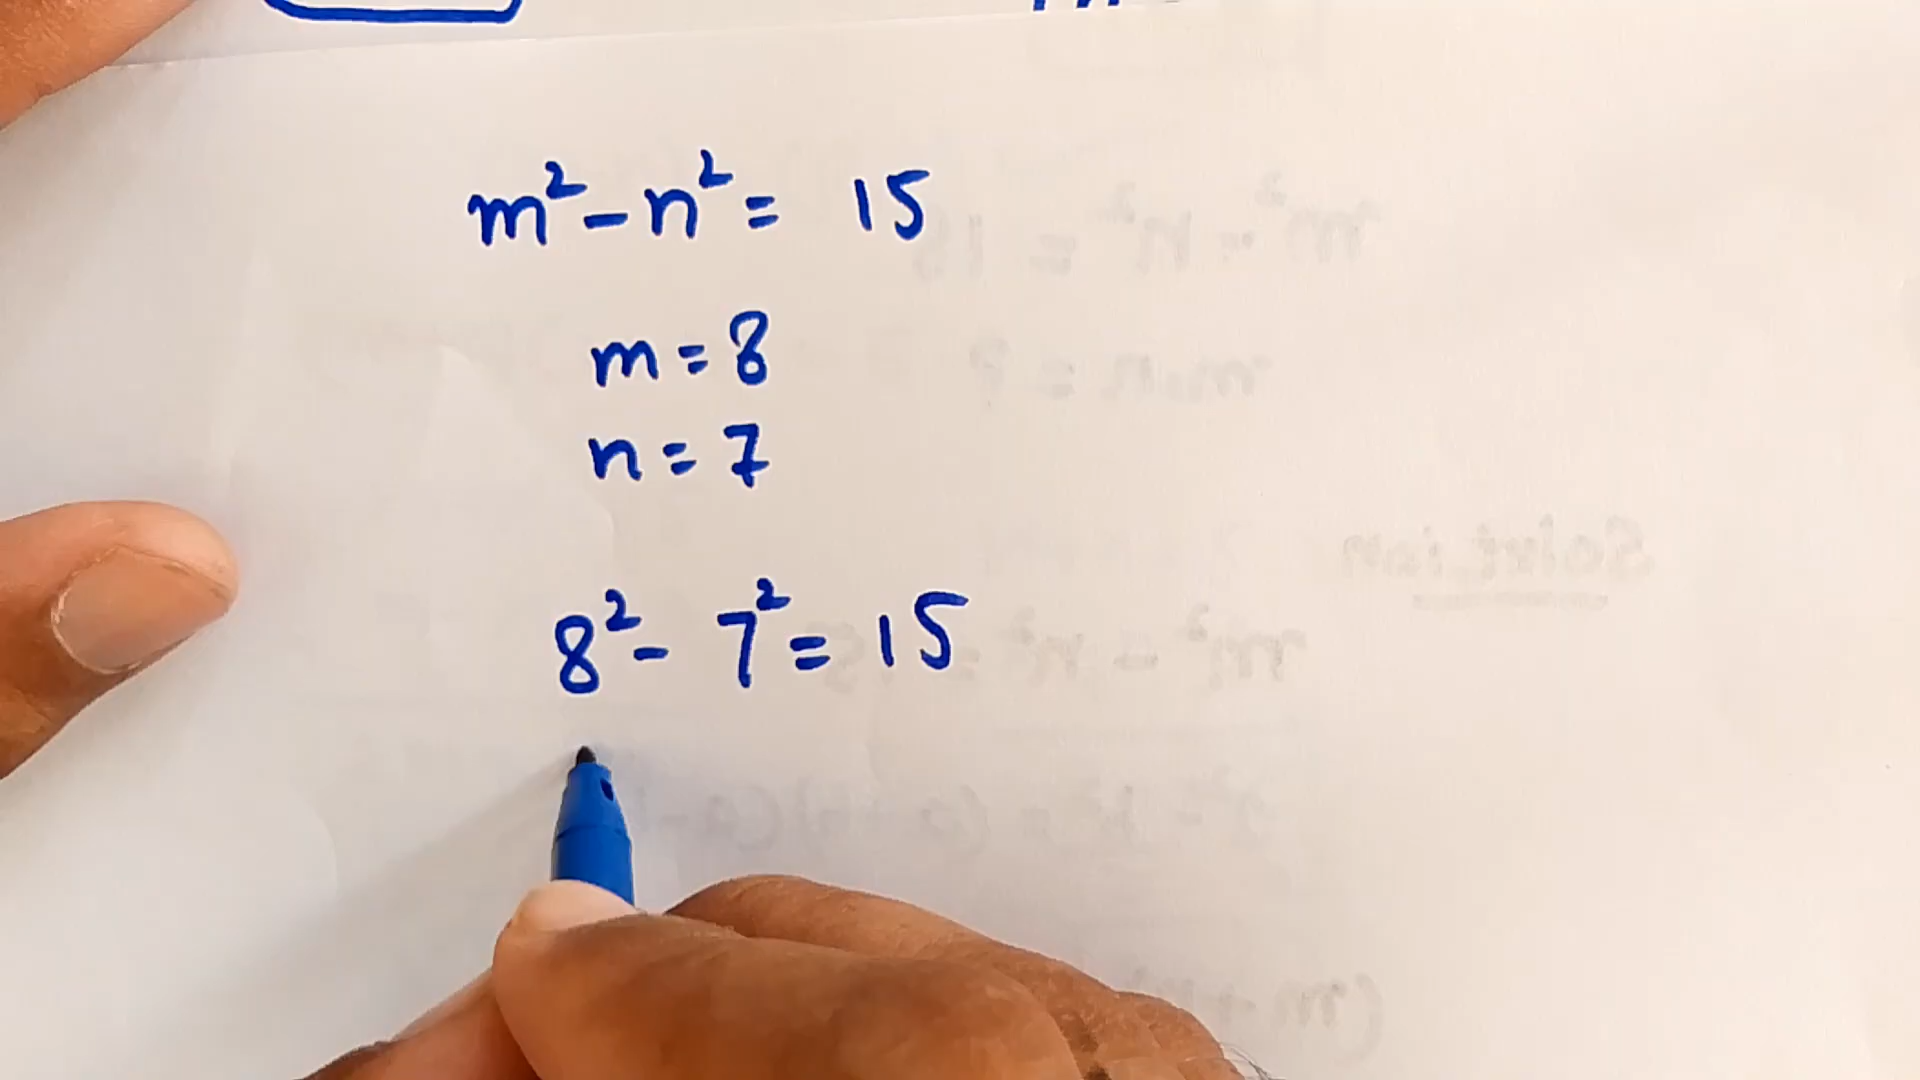 m² - n² = 15
m = 8
n = 7
8² - 7² = 15